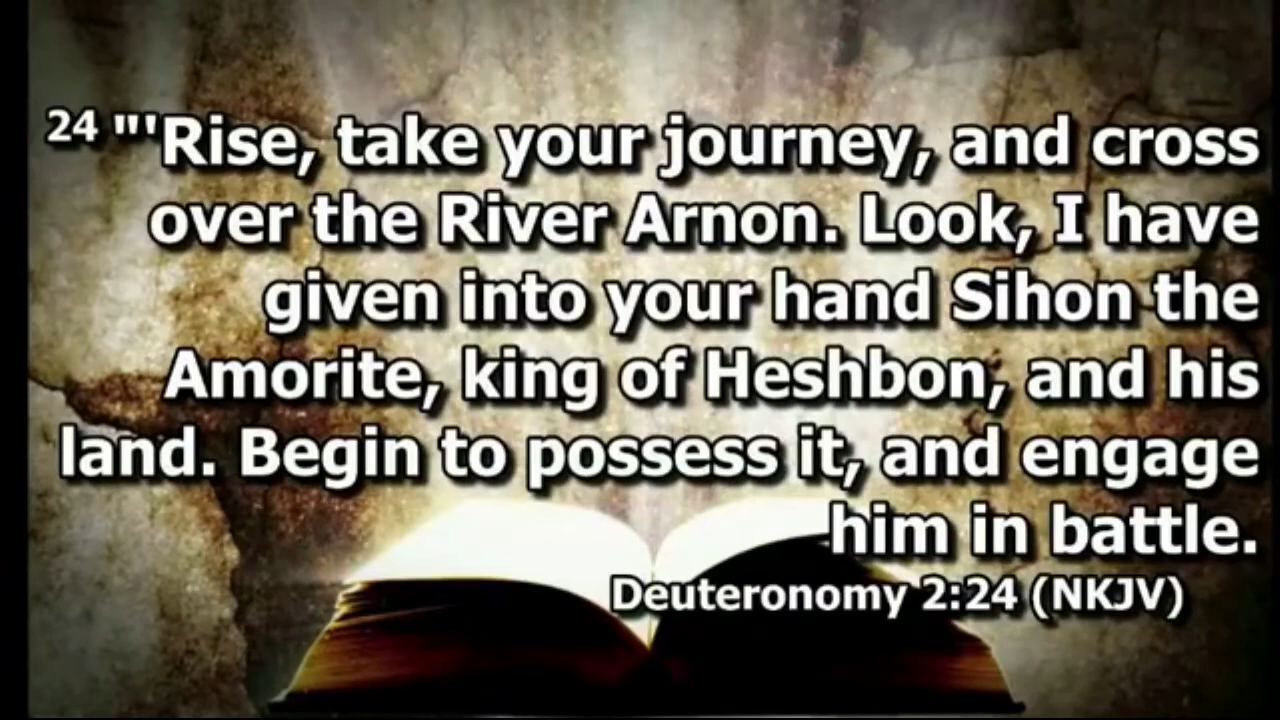 24 "'Rise, take your journey, and cross
over the River Arnon. Look, I have
given into your hand Sihon the
Amorite, king of Heshbon, and his
land. Begin to possess it, and engage
him in battle.
Deuteronomy 2:24 (NKJV)